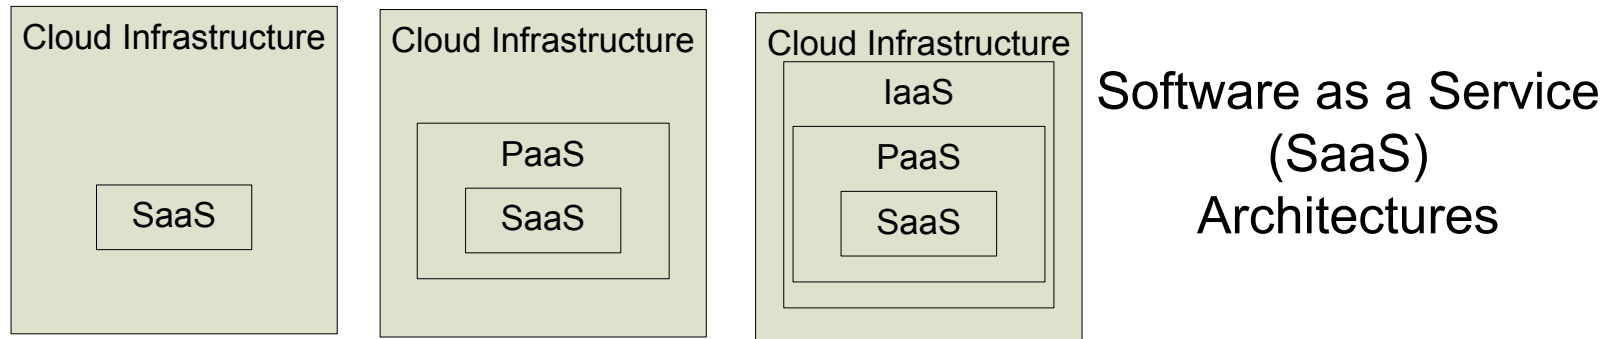 Cloud Infrastructure
SaaS
Cloud Infrastructure
PaaS
SaaS
Cloud Infrastructure
IaaS
PaaS
SaaS
Software as a Service
(SaaS)
Architectures